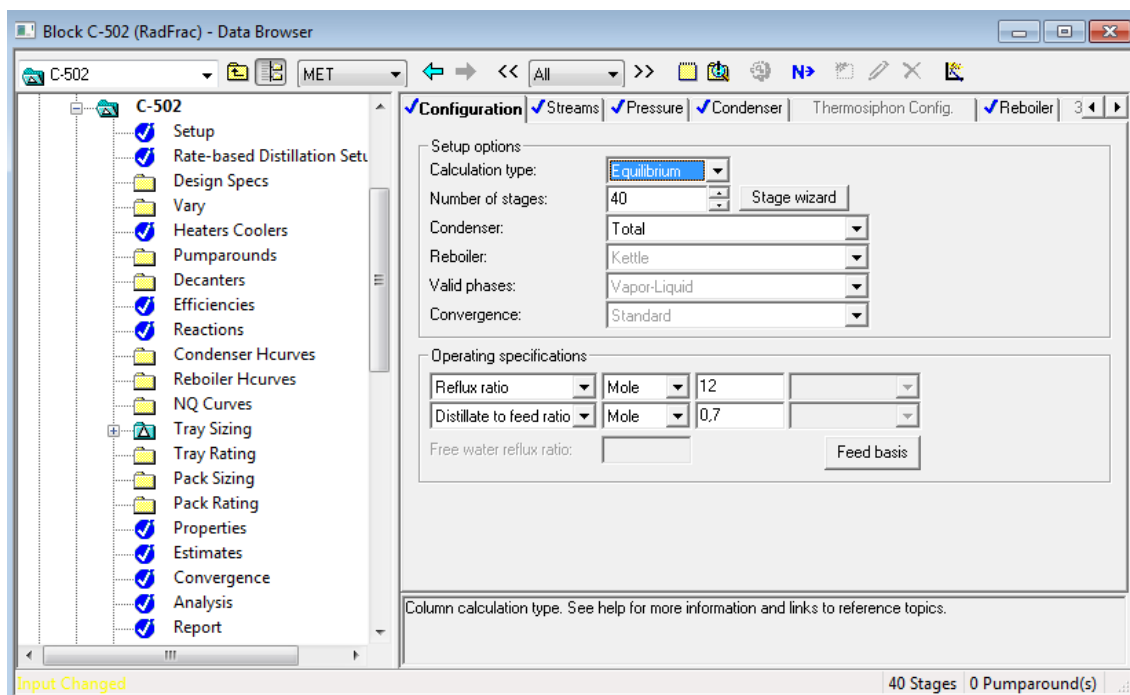 Block C-502 (RadFrac) - Data Browser
C-502 MET << All >> N
C-502
Setup
Rate-based Distillation Setu
Design Specs
Vary
Heaters Coolers
Pumparounds
Decanters
Efficiencies
Reactions
Condenser Hcurves
Reboiler Hcurves
NQ Curves
Tray Sizing
Tray Rating
Pack Sizing
Pack Rating
Properties
Estimates
Convergence
Analysis
Report
Configuration Streams Pressure Condenser Thermosiphon Config. Reboiler 3
Setup options
Calculation type: Equilibrium
Number of stages: 40 Stage wizard
Condenser: Total
Reboiler: Kettle
Valid phases: Vapor-Liquid
Convergence: Standard
Operating specifications
Reflux ratio Mole 12
Distillate to feed ratio Mole 0,7
Free water reflux ratio: Feed basis
Column calculation type. See help for more information and links to reference topics.
Input Changed 40 Stages 0 Pumparound(s)